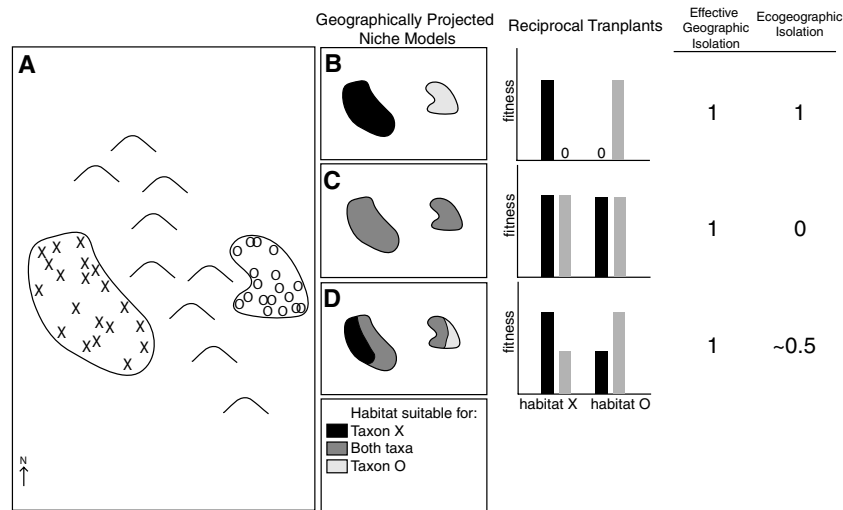 Geographically Projected
Niche Models
Reciprocal Tranplants
Effective
Geographic
Isolation
Ecogeographic
Isolation
A
X X X X X X X X X X X X X X X X X X X
O O O O O O O O O O O O O O O O O O
N
B
fitness
0 0
1 1
C
fitness
1 0
D
fitness
habitat X habitat O
1 ~0.5
Habitat suitable for:
Taxon X
Both taxa
Taxon O